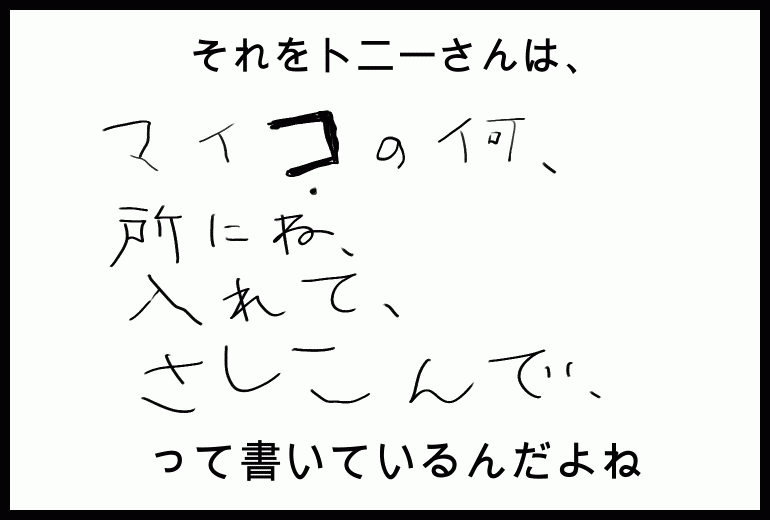 それをトニーさんは、
マイコの何、
所にね、
入れて、
さしこんで、
って書いているんだよね